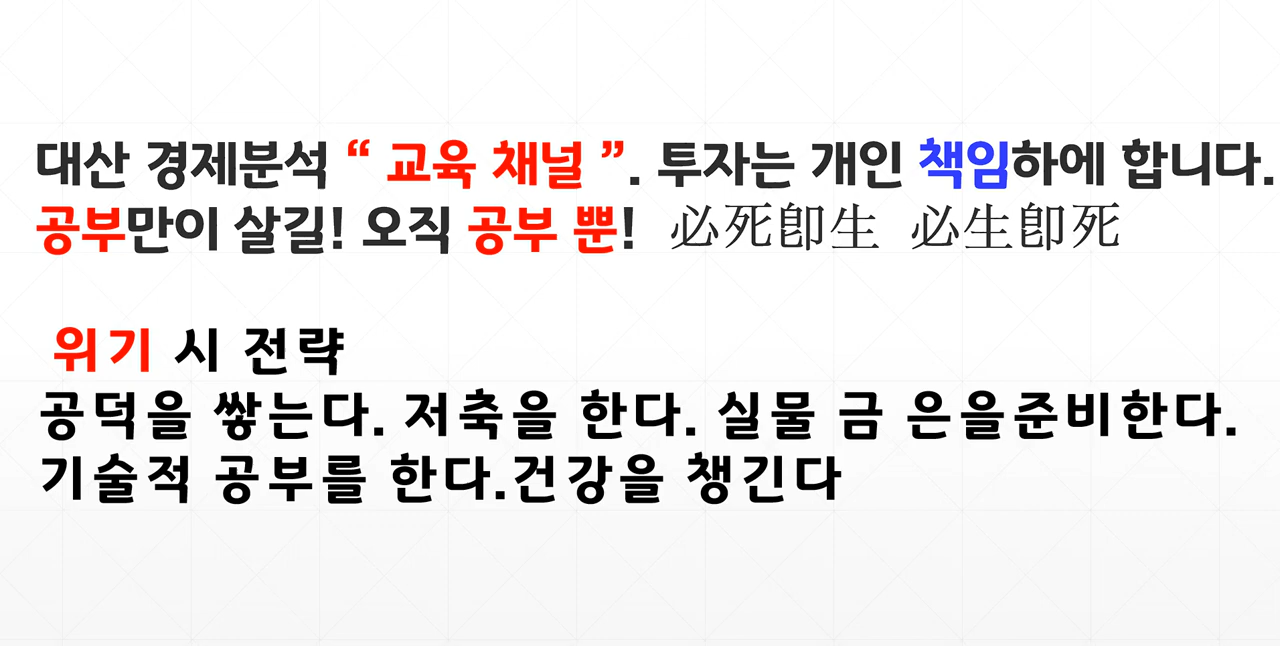 대산 경제분석 “ 교육 채널 ”. 투자는 개인 책임하에 합니다.
공부만이 살길! 오직 공부 뿐! 必死卽生 必生卽死
위기 시 전략
공덕을 쌓는다. 저축을 한다. 실물 금 은을준비한다.
기술적 공부를 한다.건강을 챙긴다